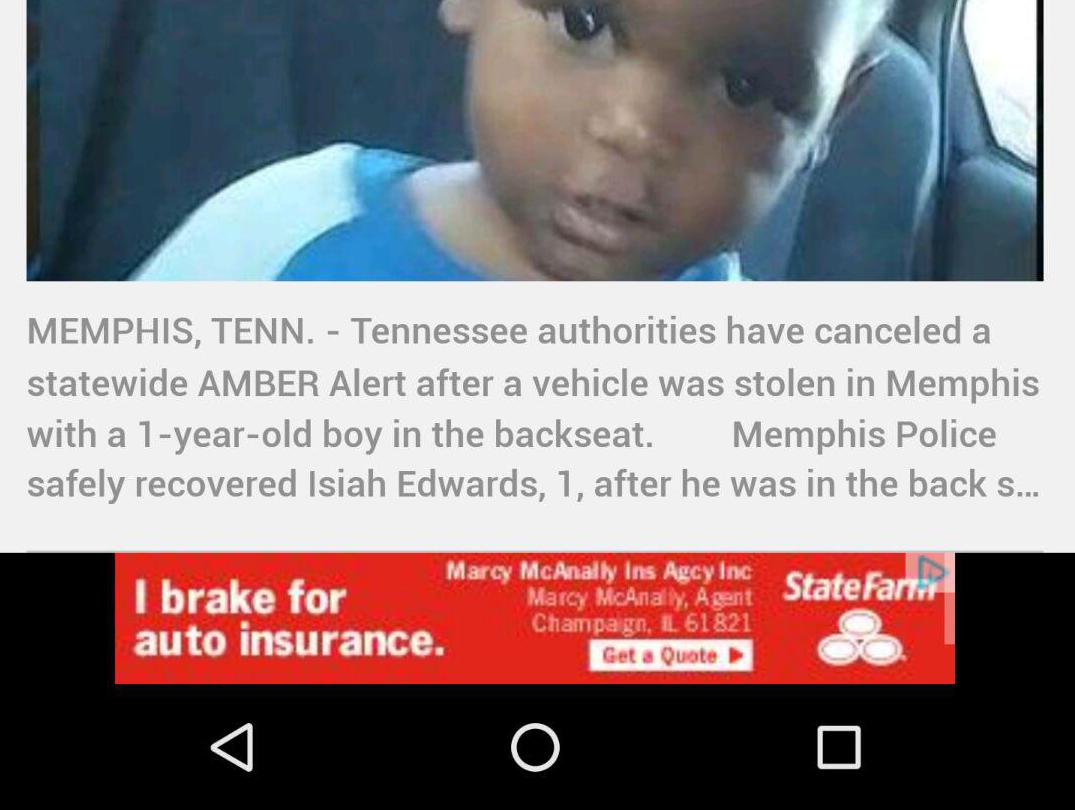 MEMPHIS, TENN. - Tennessee authorities have canceled a
statewide AMBER Alert after a vehicle was stolen in Memphis
with a 1-year-old boy in the backseat. Memphis Police
safely recovered Isiah Edwards, 1, after he was in the back s...
I brake for
auto insurance.
Marcy McAnally Ins Agcy Inc
Marcy McAnally, Agent
Champaign, IL 61821
Get a Quote
StateFarm